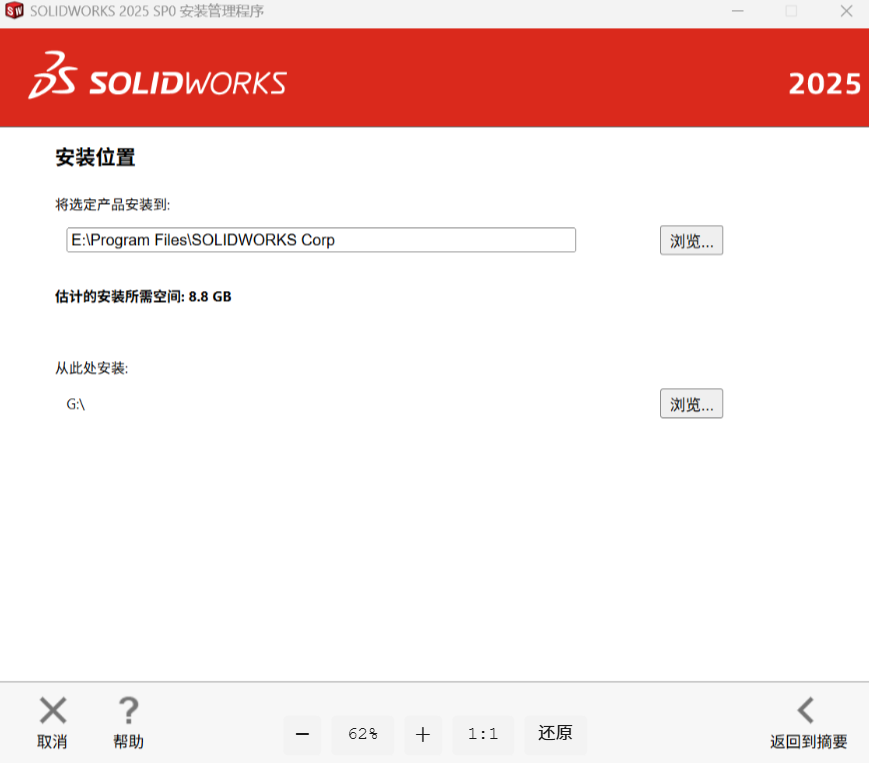 SOLIDWORKS 2025 SP0 安装管理程序
SOLIDWORKS
2025
安装位置
将选定产品安装到:
E:\Program Files\SOLIDWORKS Corp
浏览...
估计的安装所需空间: 8.8 GB
从此处安装:
G:\
浏览...
取消
帮助
62%
1:1
还原
返回到摘要